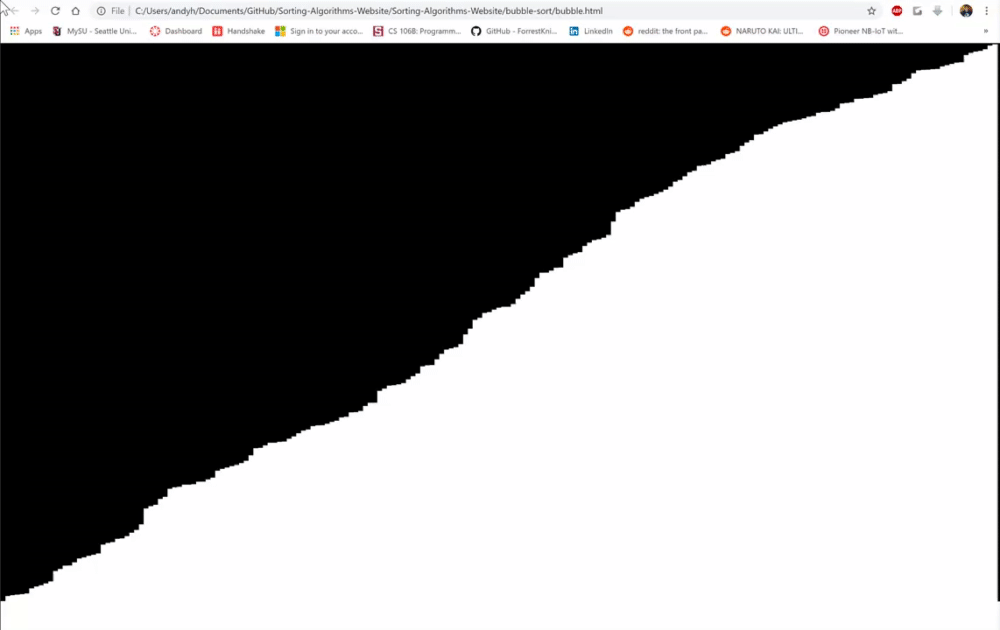 File | C:/Users/andyh/Documents/GitHub/Sorting-Algorithms-Website/Sorting-Algorithms-Website/bubble-sort/bubble.html ABP
Apps MySU - Seattle Uni... Dashboard Handshake Sign in to your acco... CS 106B: Programm... GitHub - ForrestKni... LinkedIn reddit: the front pa... NARUTO KAI: ULTI... Pioneer NB-IoT wit... »